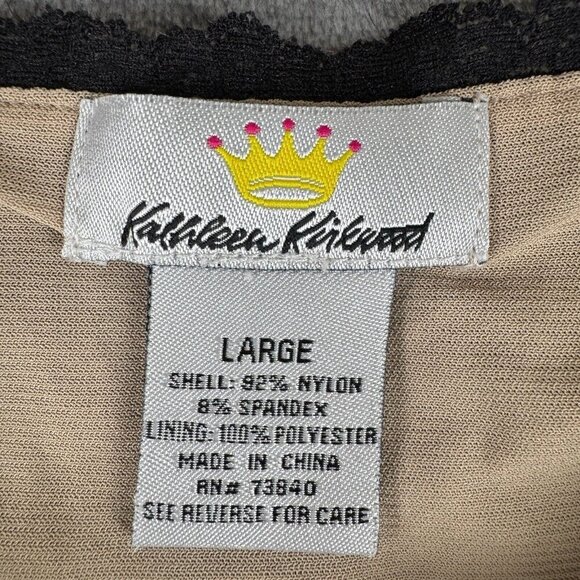 Kathleen Kirkwood
LARGE
SHELL: 92% NYLON
8% SPANDEX
LINING: 100% POLYESTER
MADE IN CHINA
RN# 73840
SEE REVERSE FOR CARE